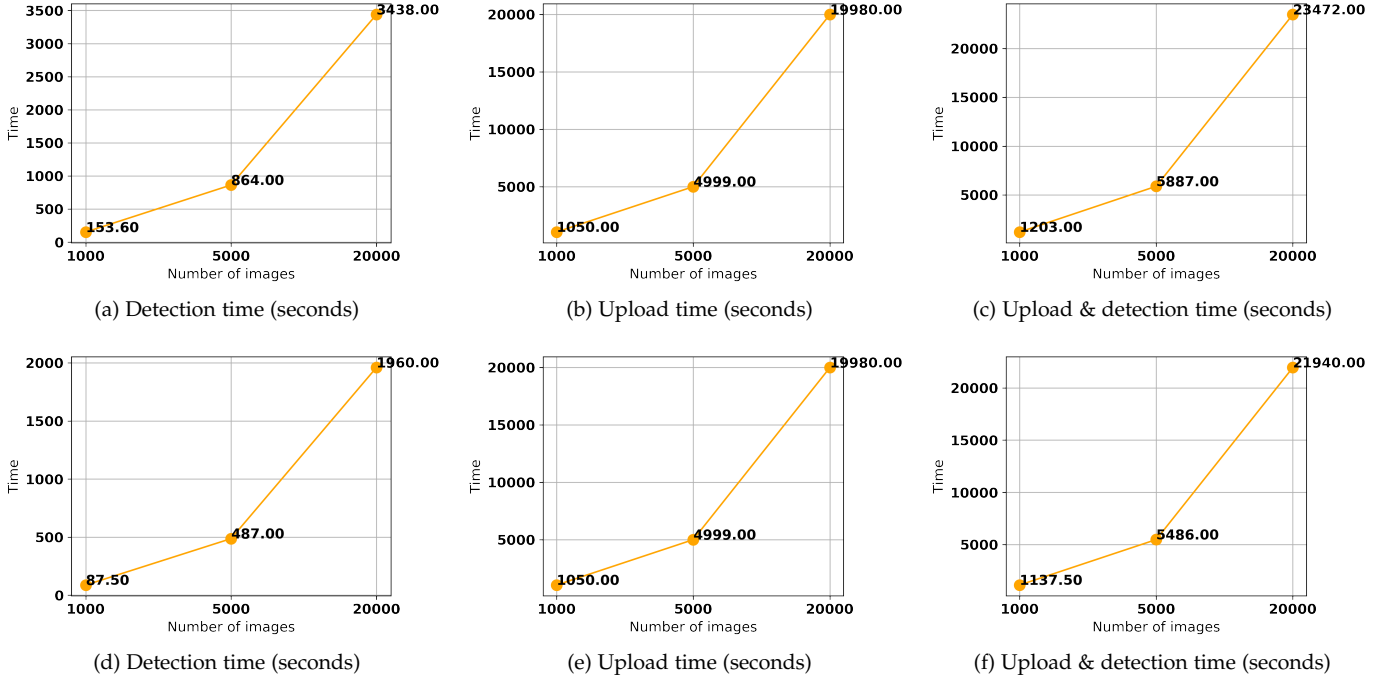 3500
3000
2500
2000
1500
1000
500
0
Time
3438.00
864.00
153.60
1000 5000 20000
Number of images
(a) Detection time (seconds)
20000
15000
10000
5000
Time
19980.00
4999.00
1050.00
1000 5000 20000
Number of images
(b) Upload time (seconds)
20000
15000
10000
5000
Time
23472.00
5887.00
1203.00
1000 5000 20000
Number of images
(c) Upload & detection time (seconds)
2000
1500
1000
500
0
Time
1960.00
487.00
87.50
1000 5000 20000
Number of images
(d) Detection time (seconds)
20000
15000
10000
5000
Time
19980.00
4999.00
1050.00
1000 5000 20000
Number of images
(e) Upload time (seconds)
20000
15000
10000
5000
Time
21940.00
5486.00
1137.50
1000 5000 20000
Number of images
(f) Upload & detection time (seconds)